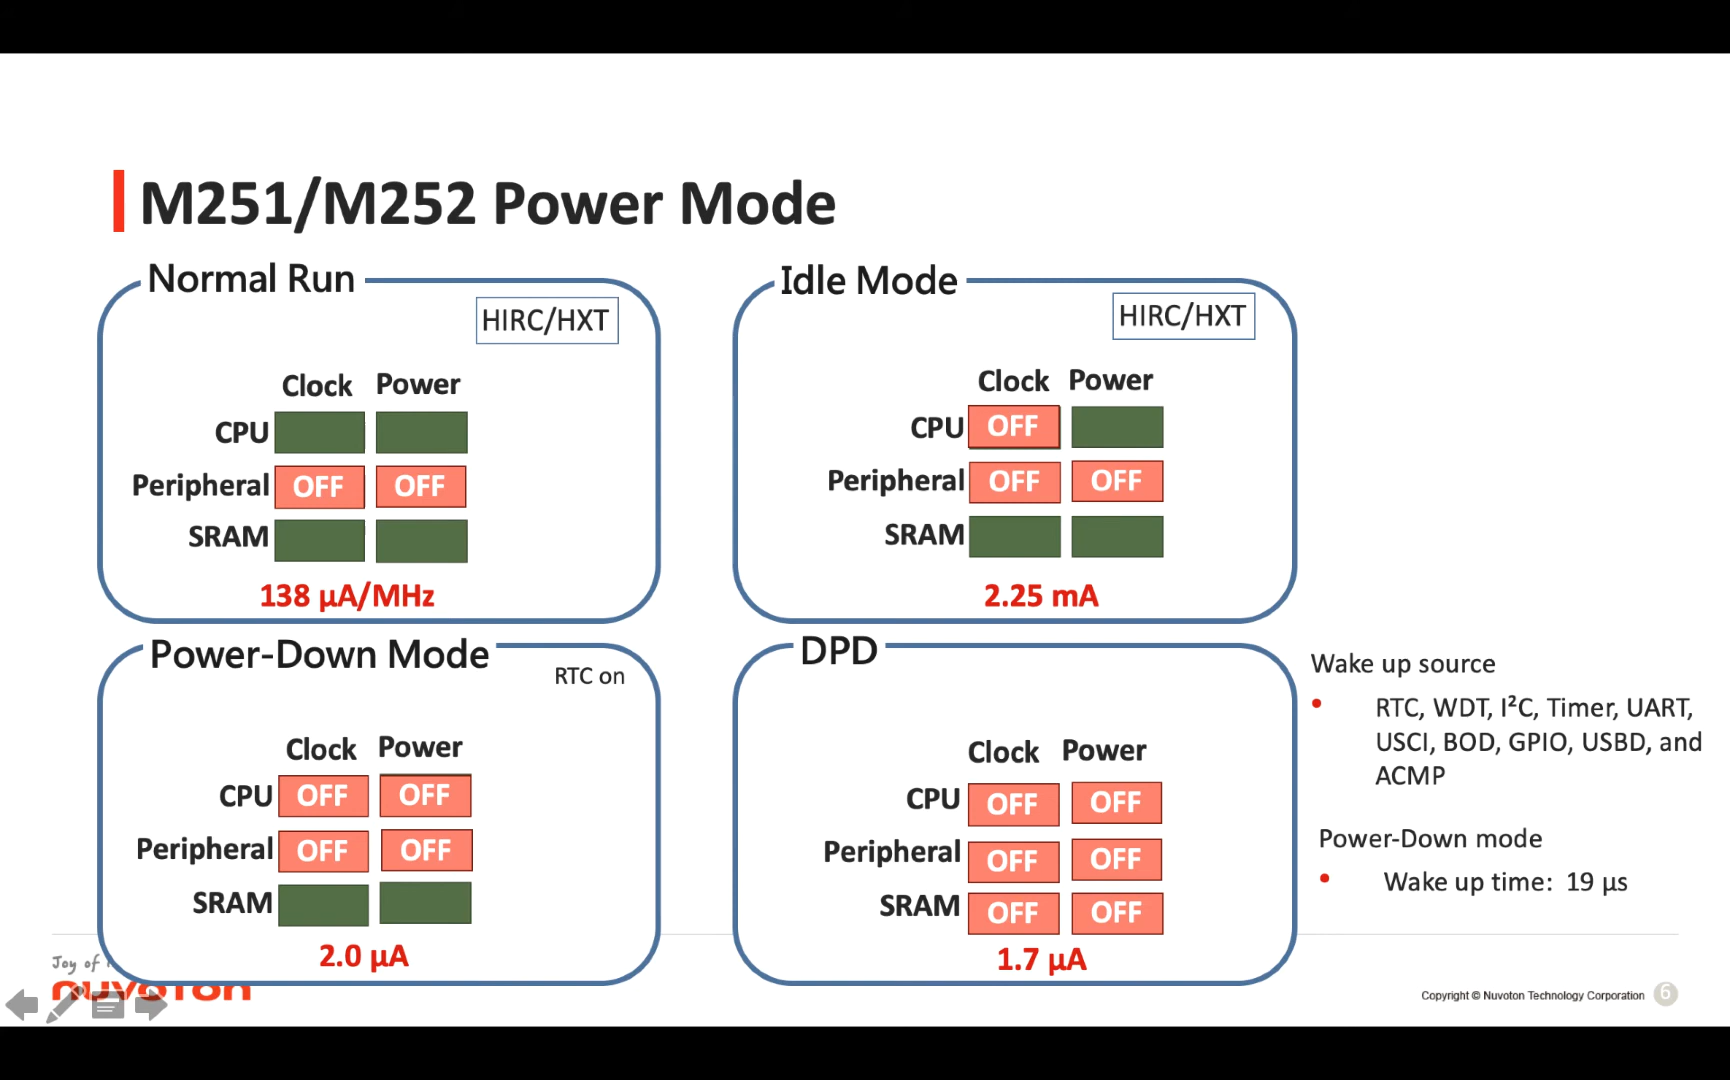 M251/M252 Power Mode
Normal Run
HIRC/HXT
Clock Power
CPU
Peripheral OFF OFF
SRAM
138 µA/MHz
Idle Mode
HIRC/HXT
Clock Power
CPU OFF
Peripheral OFF OFF
SRAM
2.25 mA
Power-Down Mode
RTC on
Clock Power
CPU OFF OFF
Peripheral OFF OFF
SRAM
2.0 µA
DPD
Clock Power
CPU OFF OFF
Peripheral OFF OFF
SRAM OFF OFF
1.7 µA
Wake up source
• RTC, WDT, I²C, Timer, UART,
USCI, BOD, GPIO, USBD, and
ACMP
Power-Down mode
• Wake up time: 19 µs
Joy of
nuvoTon
Copyright © Nuvoton Technology Corporation 6